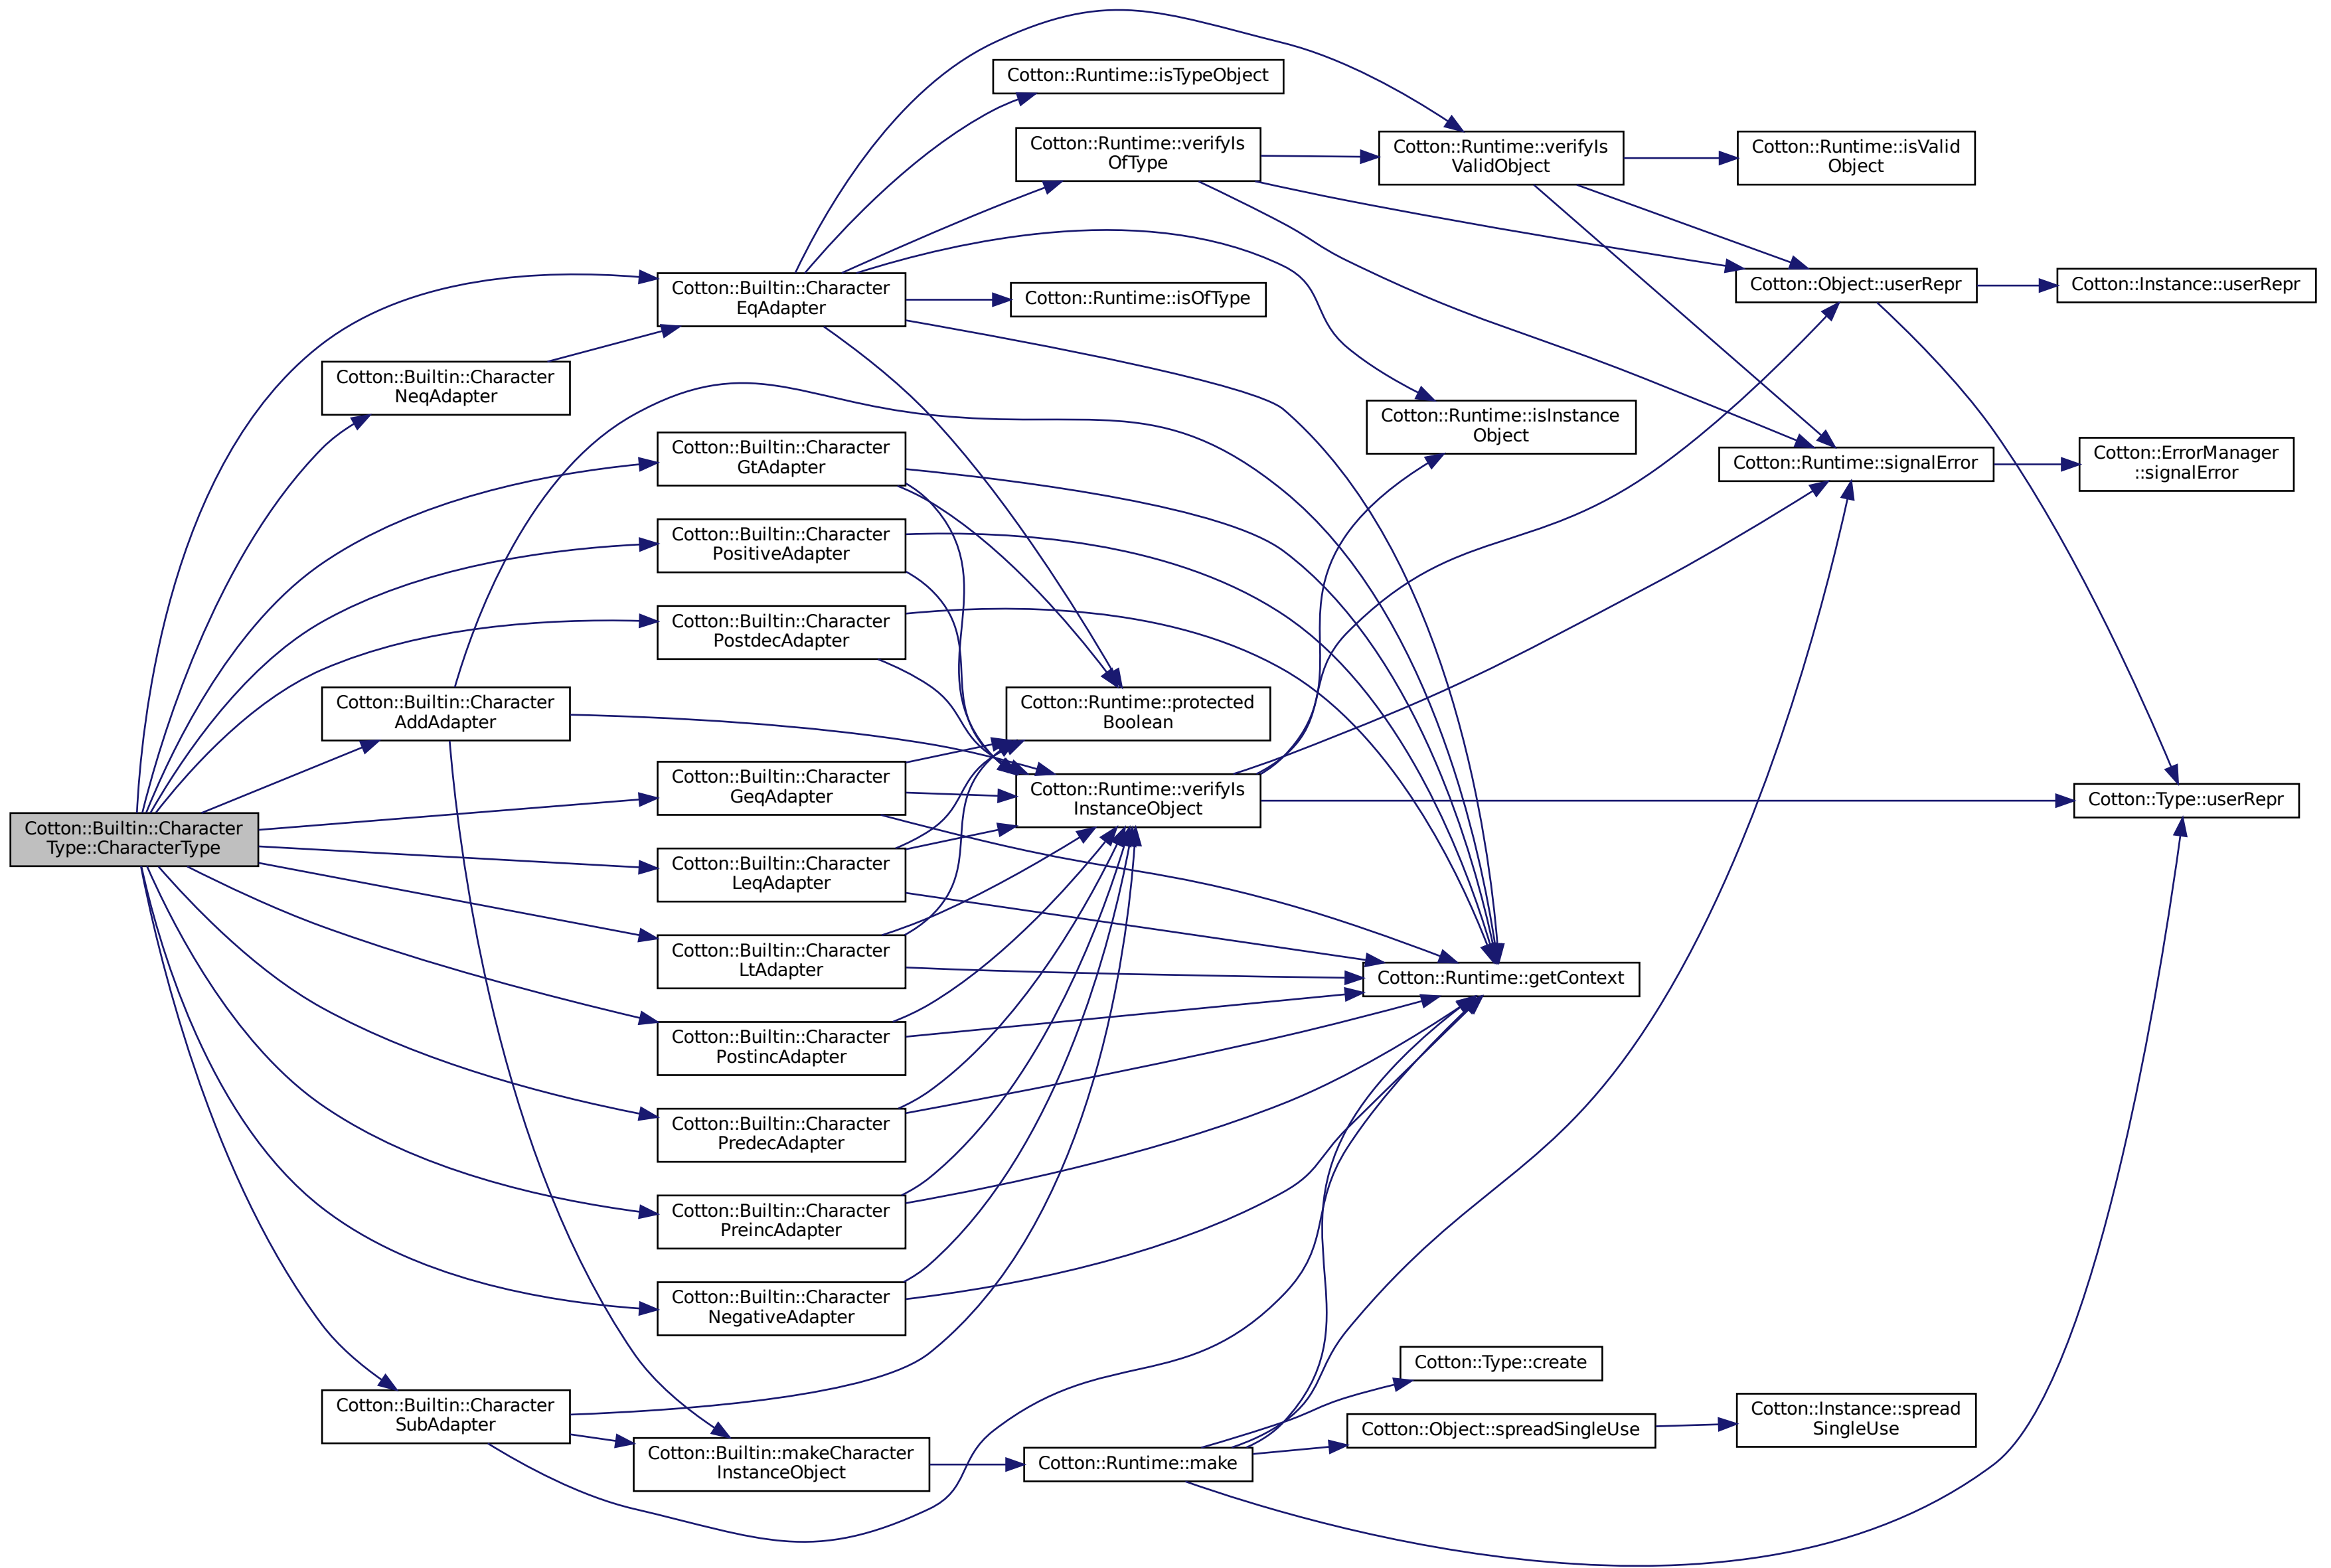 Cotton::Runtime::isTypeObject
Cotton::Runtime::verifyIs
OfType
Cotton::Runtime::verifyIs
ValidObject
Cotton::Runtime::isValid
Object
Cotton::Builtin::Character
EqAdapter
Cotton::Runtime::isOfType
Cotton::Object::userRepr
Cotton::Instance::userRepr
Cotton::Builtin::Character
NeqAdapter
Cotton::Runtime::isInstance
Object
Cotton::Builtin::Character
GtAdapter
Cotton::Runtime::signalError
Cotton::ErrorManager
::signalError
Cotton::Builtin::Character
PositiveAdapter
Cotton::Builtin::Character
PostdecAdapter
Cotton::Builtin::Character
AddAdapter
Cotton::Runtime::protected
Boolean
Cotton::Builtin::Character
GeqAdapter
Cotton::Runtime::verifyIs
InstanceObject
Cotton::Type::userRepr
Cotton::Builtin::Character
Type::CharacterType
Cotton::Builtin::Character
LeqAdapter
Cotton::Builtin::Character
LtAdapter
Cotton::Runtime::getContext
Cotton::Builtin::Character
PostincAdapter
Cotton::Builtin::Character
PredecAdapter
Cotton::Builtin::Character
PreincAdapter
Cotton::Builtin::Character
NegativeAdapter
Cotton::Type::create
Cotton::Builtin::Character
SubAdapter
Cotton::Object::spreadSingleUse
Cotton::Instance::spread
SingleUse
Cotton::Builtin::makeCharacter
InstanceObject
Cotton::Runtime::make